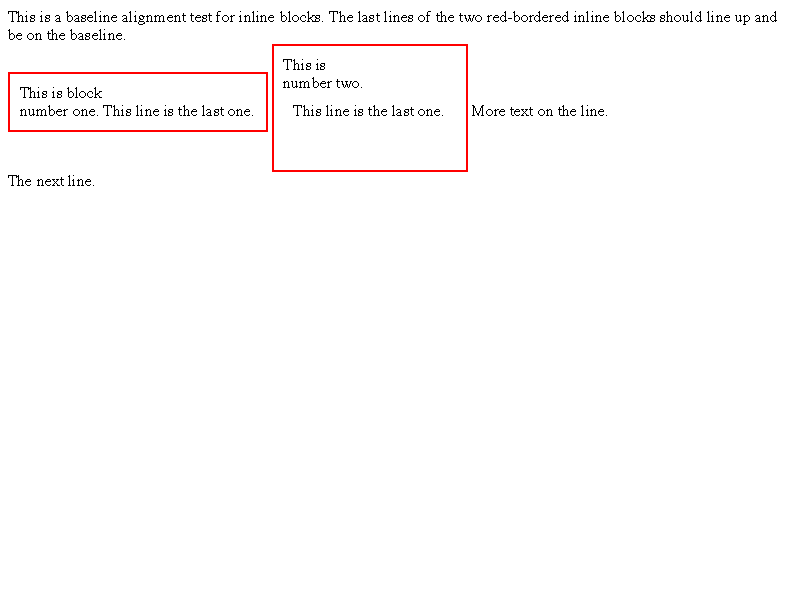 This is a baseline alignment test for inline blocks. The last lines of the two red-bordered inline blocks should line up and
be on the baseline.
This is block
number one. This line is the last one.
This is
number two.
This line is the last one.
More text on the line.
The next line.